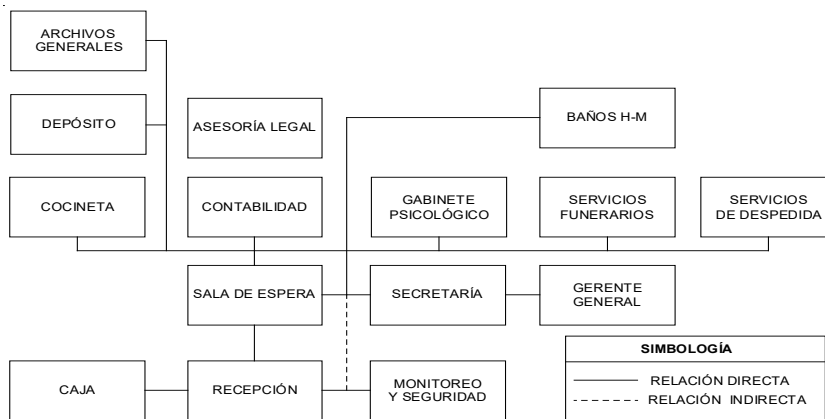 ARCHIVOS
GENERALES
DEPÓSITO
ASESORÍA LEGAL
BAÑOS H-M
COCINETA
CONTABILIDAD
GABINETE
PSICOLÓGICO
SERVICIOS
FUNERARIOS
SERVICIOS
DE DESPEDIDA
SALA DE ESPERA
SECRETARÍA
GERENTE
GENERAL
CAJA
RECEPCIÓN
MONITOREO
Y SEGURIDAD
SIMBOLOGÍA
RELACIÓN DIRECTA
RELACIÓN INDIRECTA